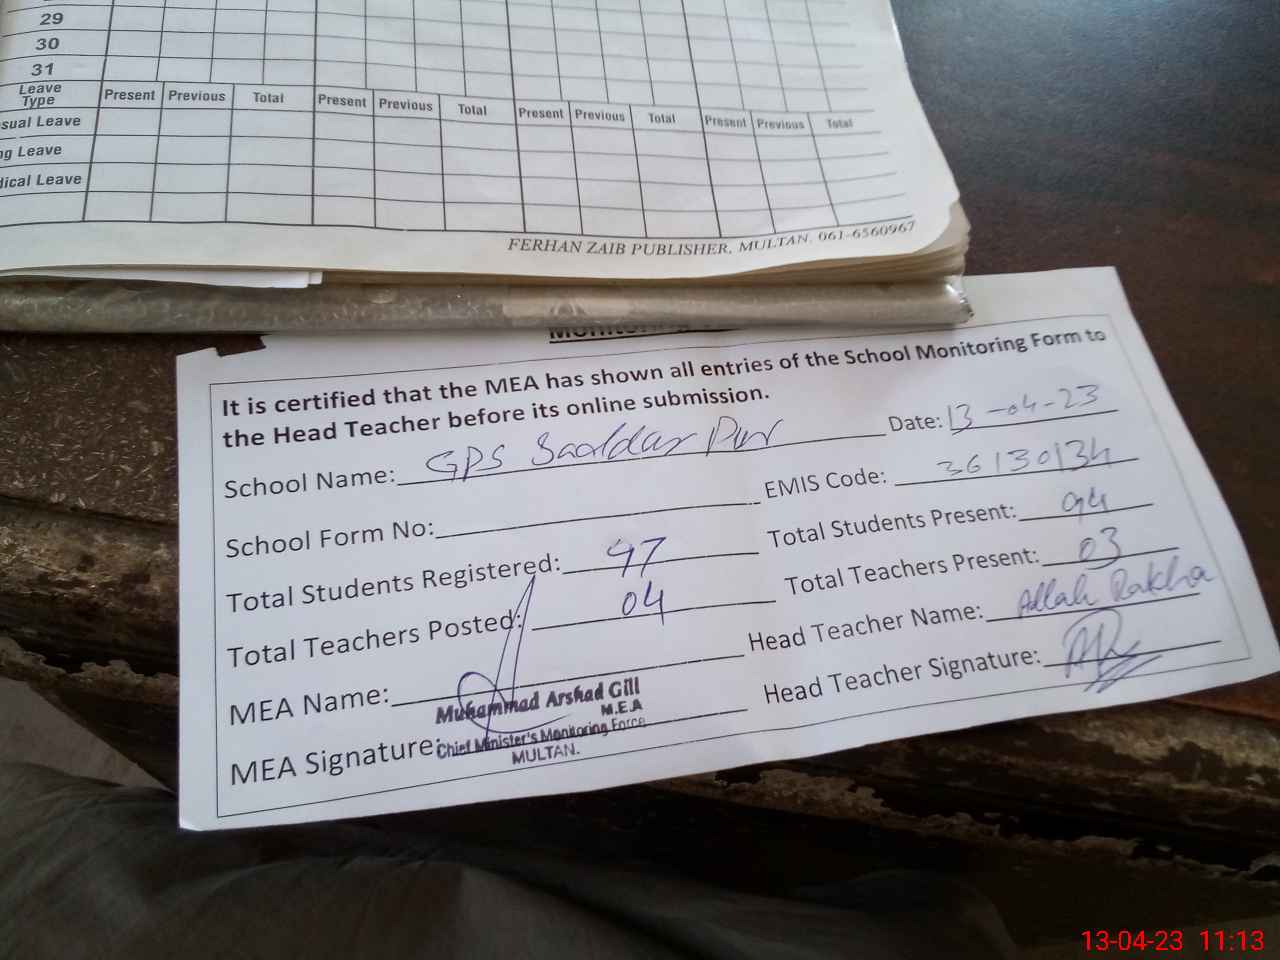 29
30
31
Leave Type Present Previous Total Present Previous Total Present Previous Total Present Previous Total
sual Leave
ng Leave
dical Leave
FERHAN ZAIB PUBLISHER, MULTAN. 061-6560967
It is certified that the MEA has shown all entries of the School Monitoring Form to
the Head Teacher before its online submission.
School Name: GPS Date: 13-04-23
School Form No: EMIS Code: 36130134
Total Students Registered: 97 Total Students Present: 94
Total Teachers Posted: 04 Total Teachers Present: 03
MEA Name: Head Teacher Name: Allah Rakha
Muhammad Arshad Gill
M.E.A
MEA Signature: Head Teacher Signature:
Chief Minister's Monitoring Force
MULTAN.
13-04-23 11:13